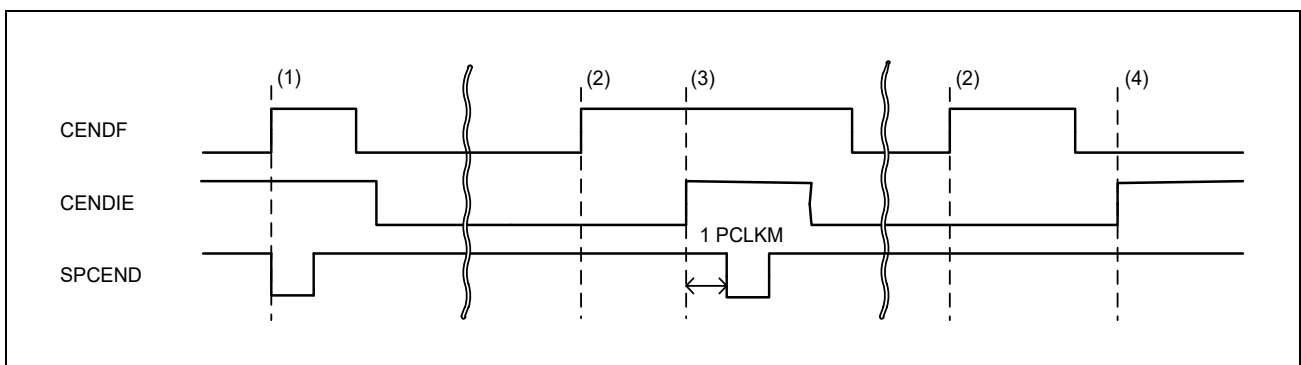 (1) (2) (3) (2) (4)
CENDF
CENDIE
1 PCLKM
SPCEND